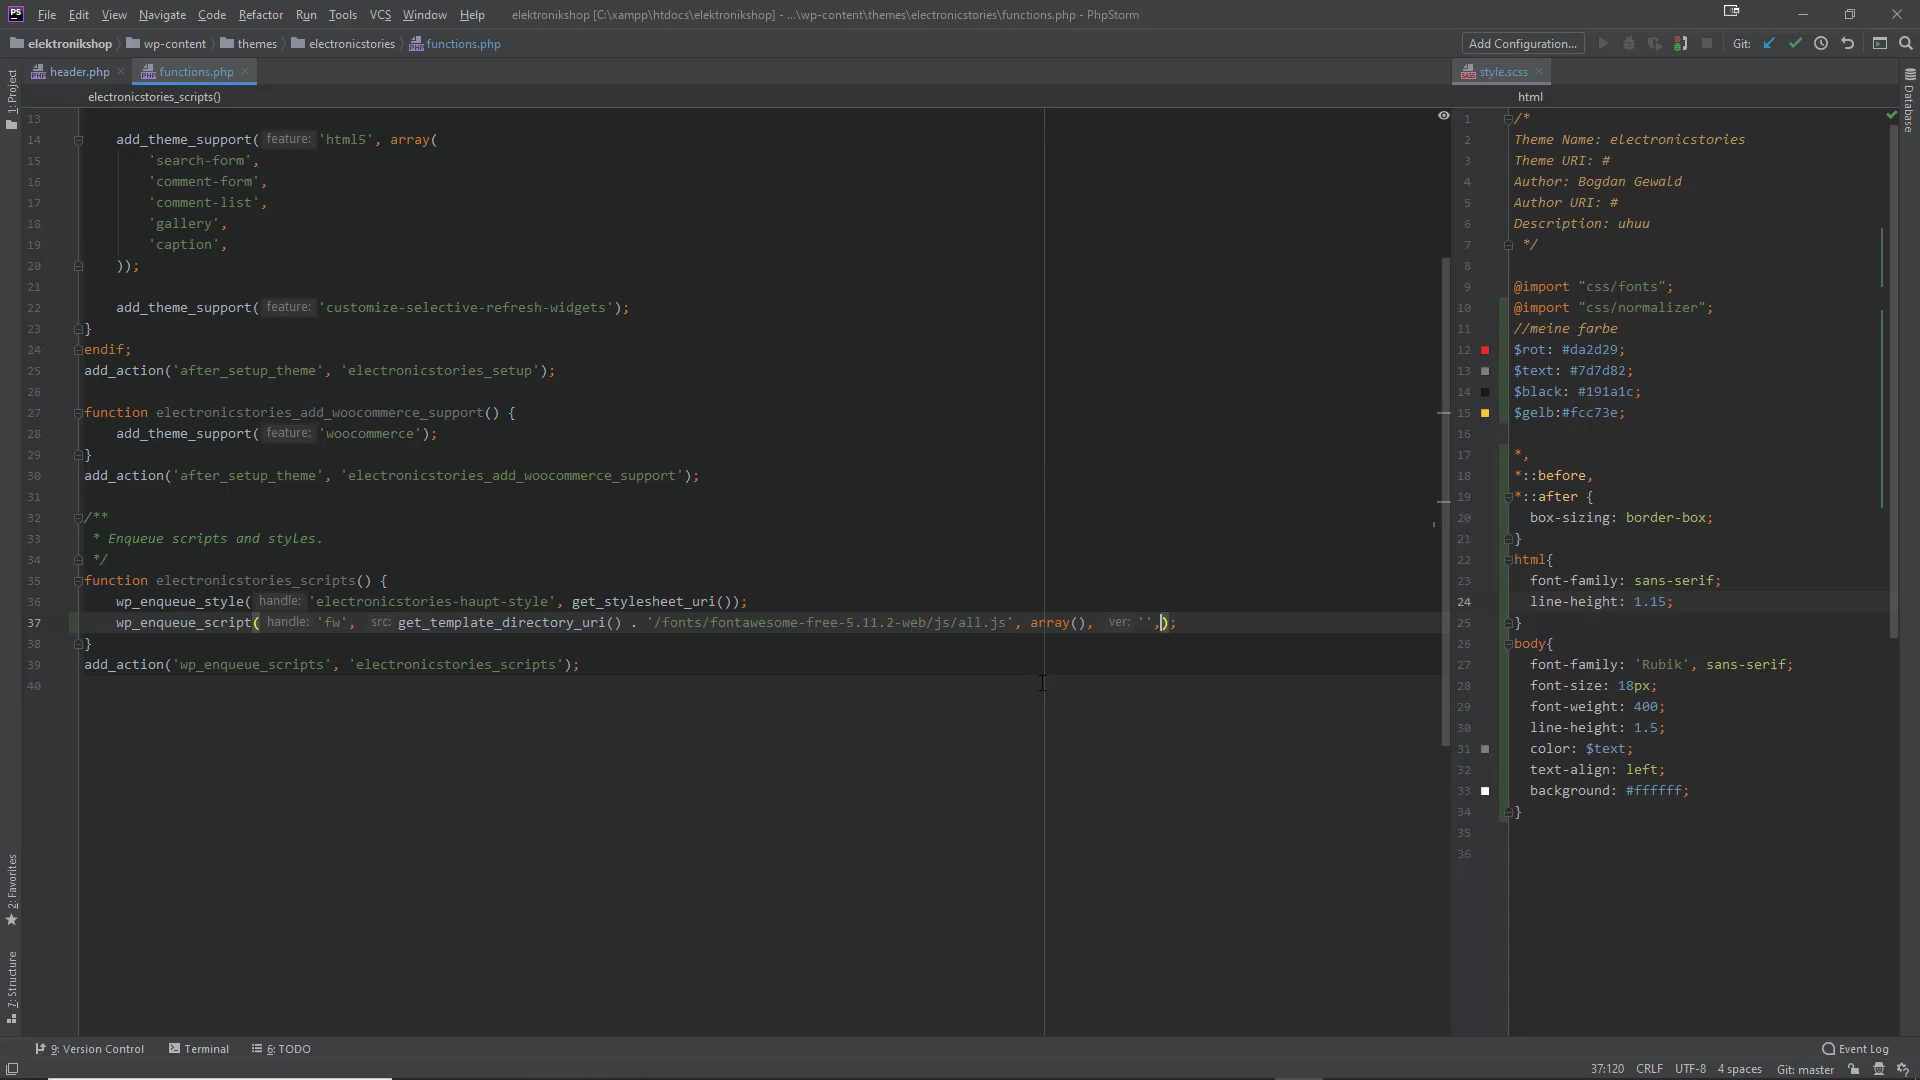 PS File Edit View Navigate Code Refactor Run Tools VCS Window Help elektronikshop [C:\xampp\htdocs\elektronikshop] - ...\wp-content\themes\electronicstories\functions.php - PhpStorm
elektronikshop wp-content themes electronicstories functions.php Add Configuration... Git:
header.php functions.php style.scss
electronicstories_scripts() html
1: Project
Database
13
14 add_theme_support( feature: 'html5', array(
15 'search-form',
16 'comment-form',
17 'comment-list',
18 'gallery',
19 'caption',
20 ));
21
22 add_theme_support( feature: 'customize-selective-refresh-widgets');
23 }
24 endif;
25 add_action('after_setup_theme', 'electronicstories_setup');
26
27 function electronicstories_add_woocommerce_support() {
28 add_theme_support( feature: 'woocommerce');
29 }
30 add_action('after_setup_theme', 'electronicstories_add_woocommerce_support');
31
32 /**
33 * Enqueue scripts and styles.
34 */
35 function electronicstories_scripts() {
36 wp_enqueue_style( handle: 'electronicstories-haupt-style', get_stylesheet_uri());
37 wp_enqueue_script( handle: 'fw', src: get_template_directory_uri() . '/fonts/fontawesome-free-5.11.2-web/js/all.js', array(), ver: '',);
38 }
39 add_action('wp_enqueue_scripts', 'electronicstories_scripts');
40
1 /*
2 Theme Name: electronicstories
3 Theme URI: #
4 Author: Bogdan Gewald
5 Author URI: #
6 Description: uhuu
7 */
8
9 @import "css/fonts";
10 @import "css/normalizer";
11 //meine farbe
12 $rot: #da2d29;
13 $text: #7d7d82;
14 $black: #191a1c;
15 $gelb:#fcc73e;
16
17 *,
18 *::before,
19 *::after {
20 box-sizing: border-box;
21 }
22 html{
23 font-family: sans-serif;
24 line-height: 1.15;
25 }
26 body{
27 font-family: 'Rubik', sans-serif;
28 font-size: 18px;
29 font-weight: 400;
30 line-height: 1.5;
31 color: $text;
32 text-align: left;
33 background: #ffffff;
34 }
35
36
2: Favorites
7: Structure
9: Version Control Terminal 6: TODO Event Log
37:120 CRLF UTF-8 4 spaces Git: master